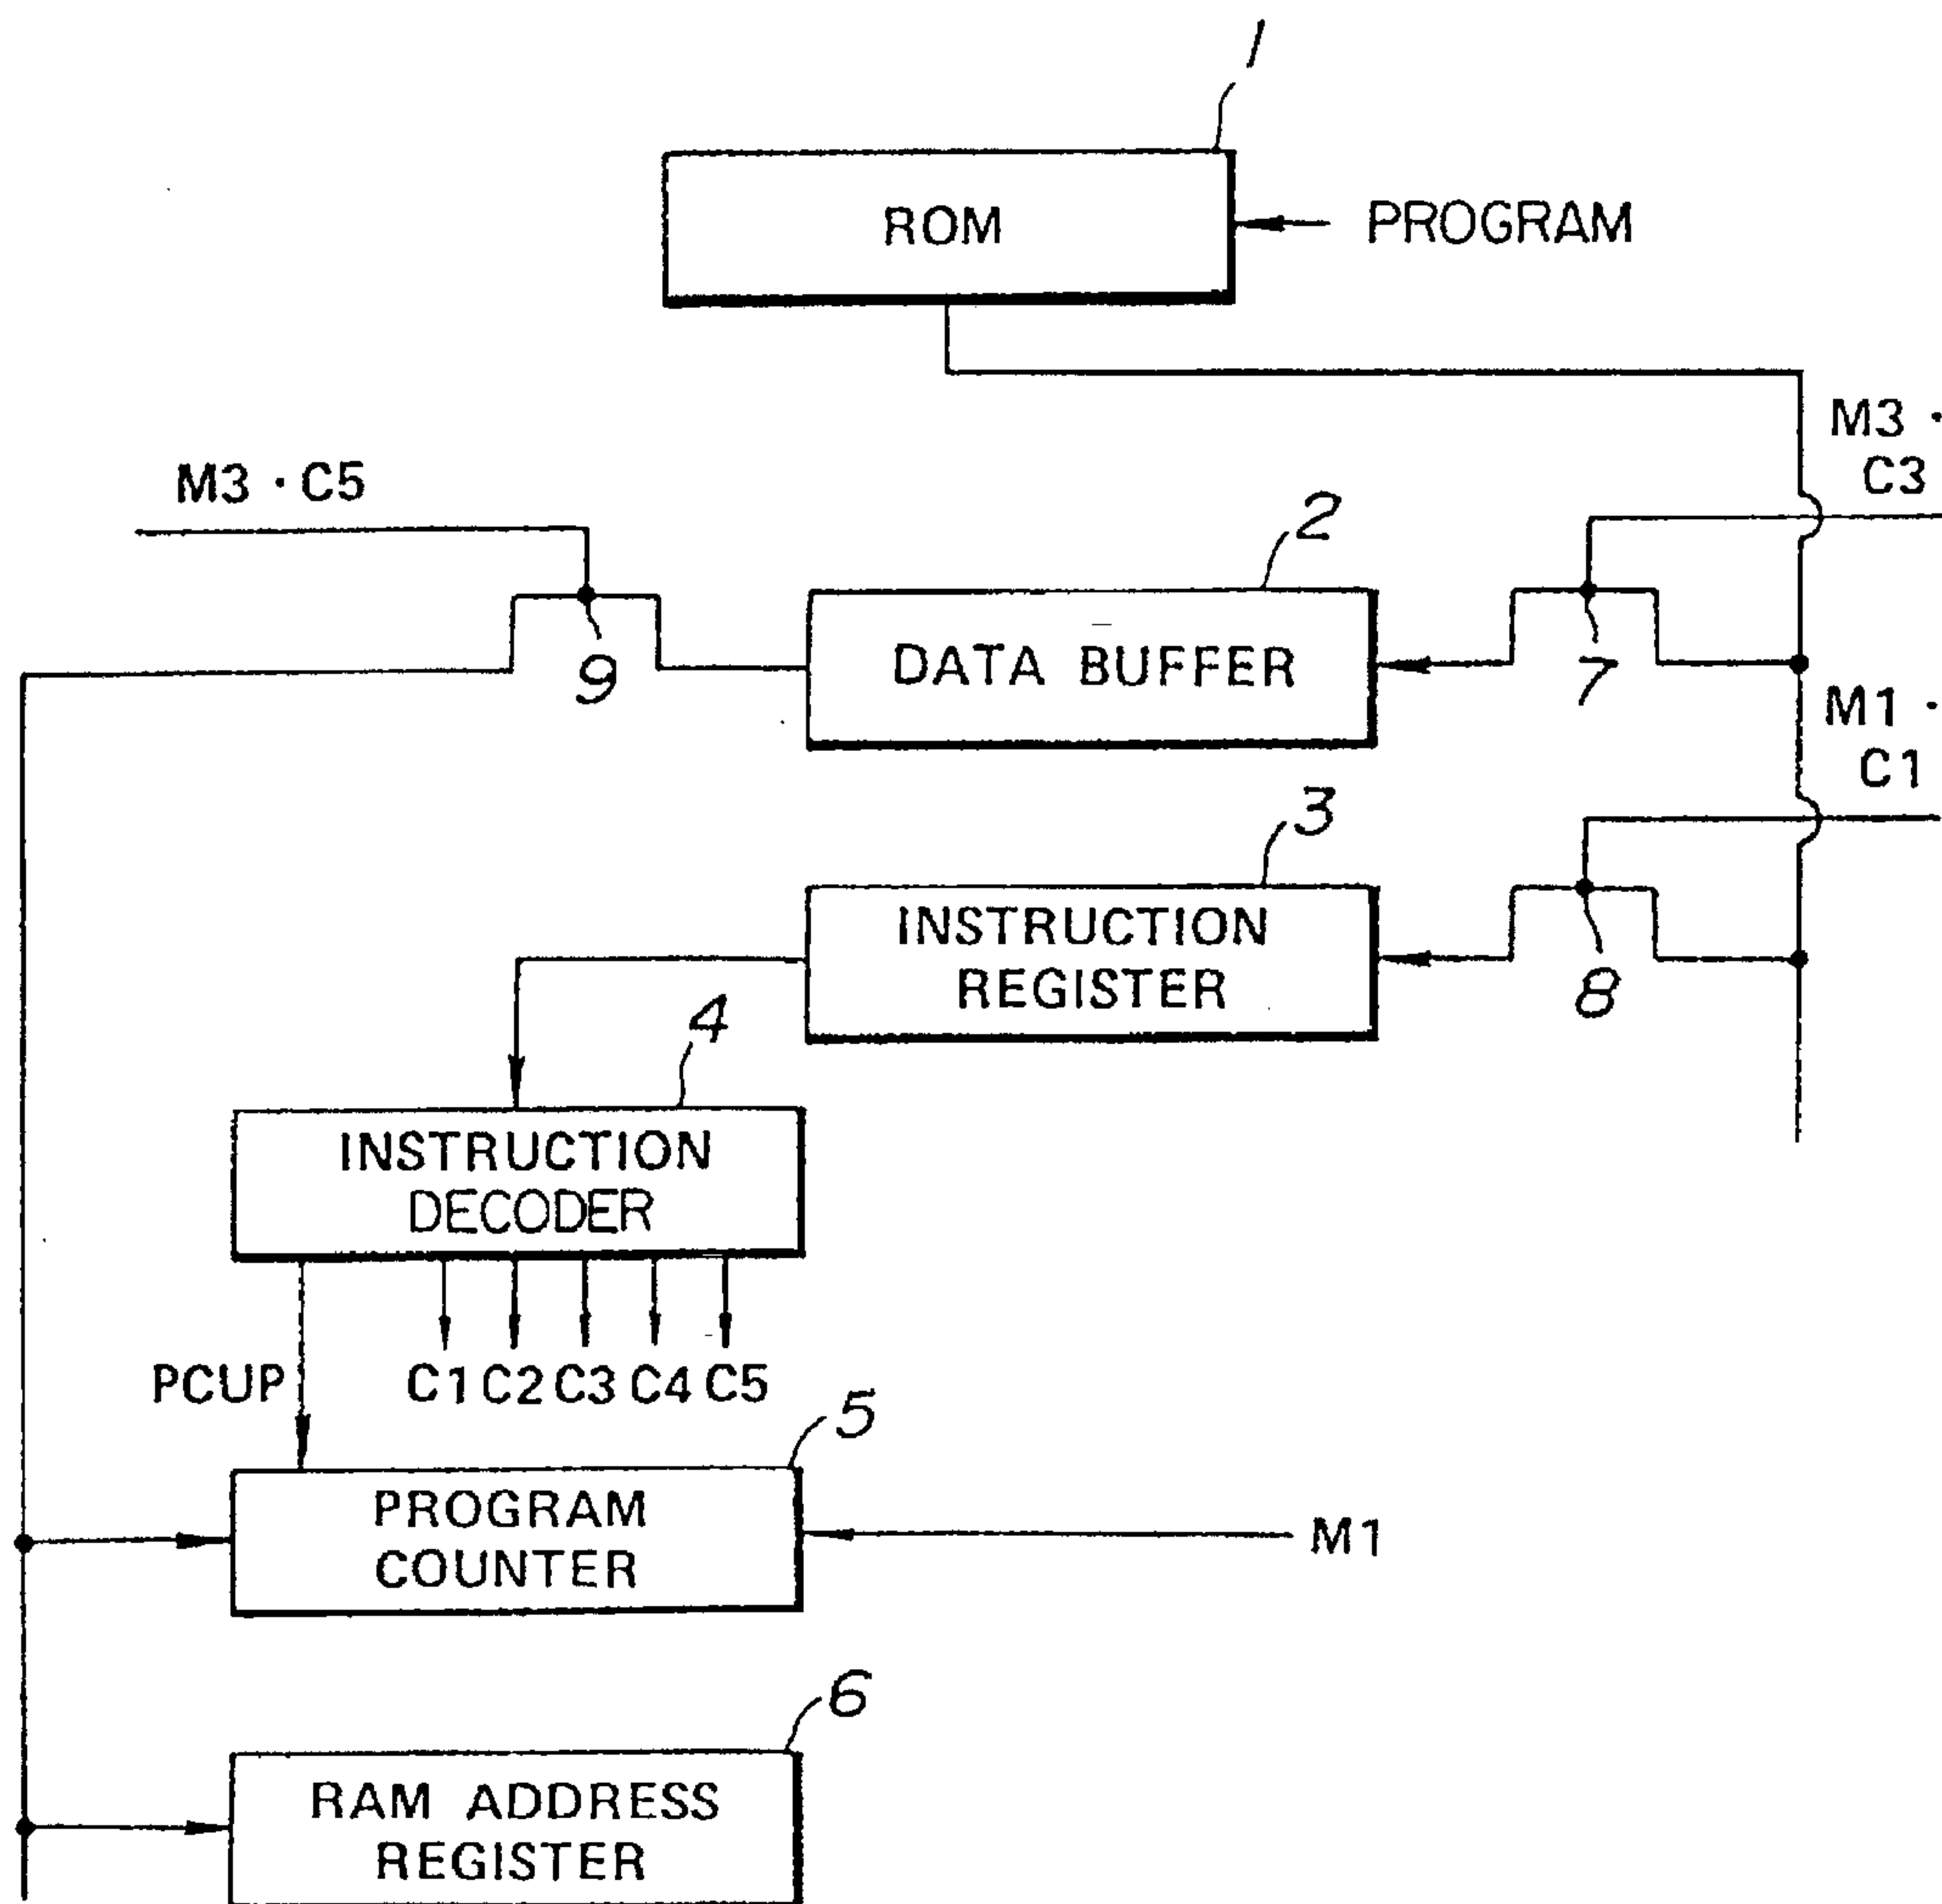 1
ROM
PROGRAM
M3 ·
C3
M3 · C5
2
DATA BUFFER
9
7
M1 ·
C1
3
INSTRUCTION
REGISTER
8
4
INSTRUCTION
DECODER
PCUP
C1 C2 C3 C4 C5
5
PROGRAM
COUNTER
M1
6
RAM ADDRESS
REGISTER